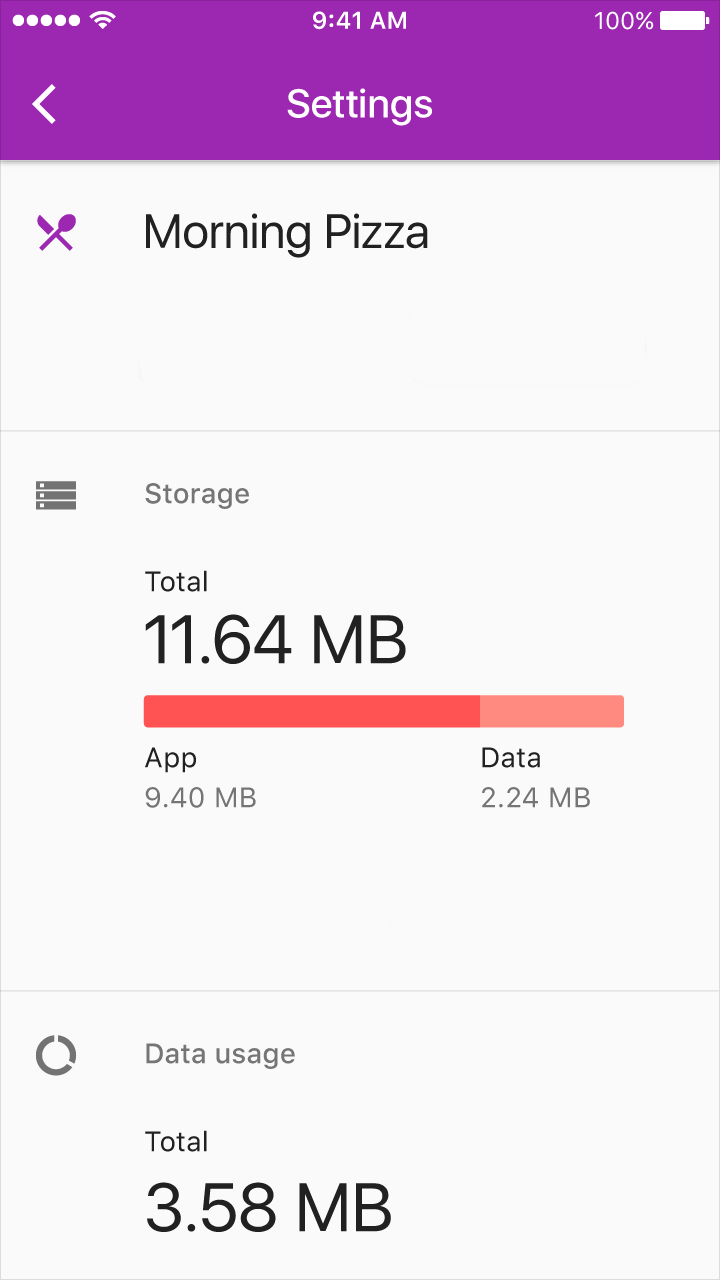 9:41 AM
100%
Settings
Morning Pizza
Storage
Total
11.64 MB
App
Data
9.40 MB
2.24 MB
Data usage
Total
3.58 MB